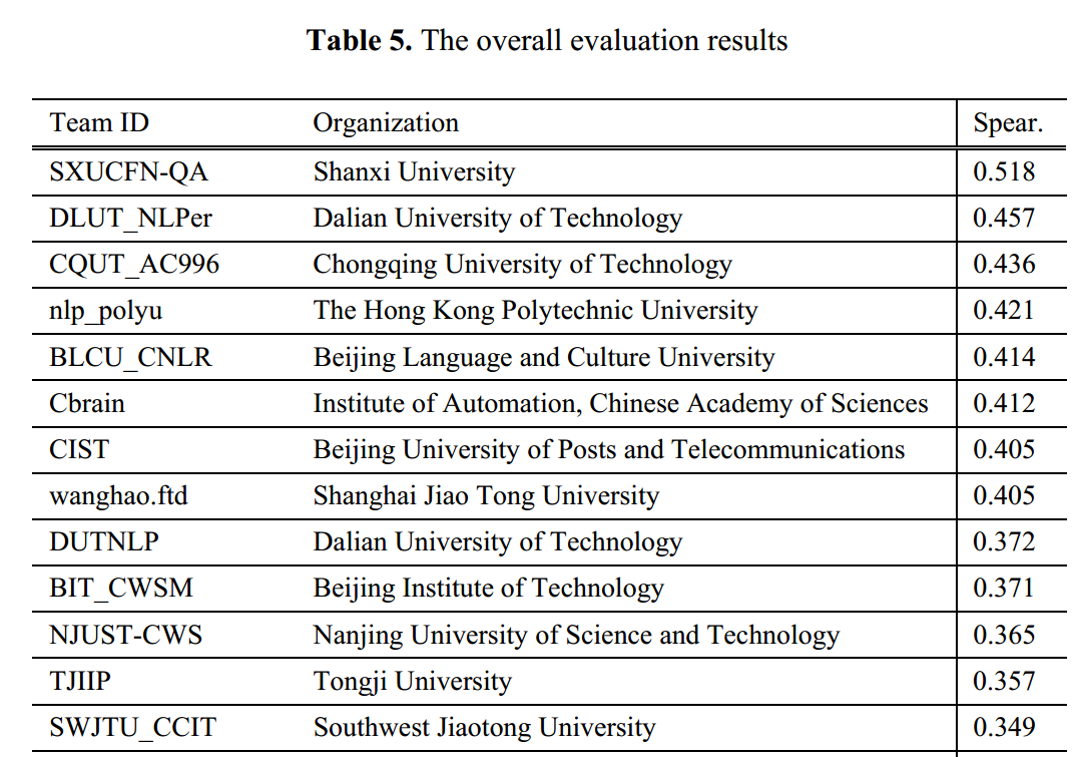 Table 5. The overall evaluation results
Team ID Organization Spear.
SXUCFN-QA Shanxi University 0.518
DLUT_NLPer Dalian University of Technology 0.457
CQUT_AC996 Chongqing University of Technology 0.436
nlp_polyu The Hong Kong Polytechnic University 0.421
BLCU_CNLR Beijing Language and Culture University 0.414
Cbrain Institute of Automation, Chinese Academy of Sciences 0.412
CIST Beijing University of Posts and Telecommunications 0.405
wanghao.ftd Shanghai Jiao Tong University 0.405
DUTNLP Dalian University of Technology 0.372
BIT_CWSM Beijing Institute of Technology 0.371
NJUST-CWS Nanjing University of Science and Technology 0.365
TJIIP Tongji University 0.357
SWJTU_CCIT Southwest Jiaotong University 0.349